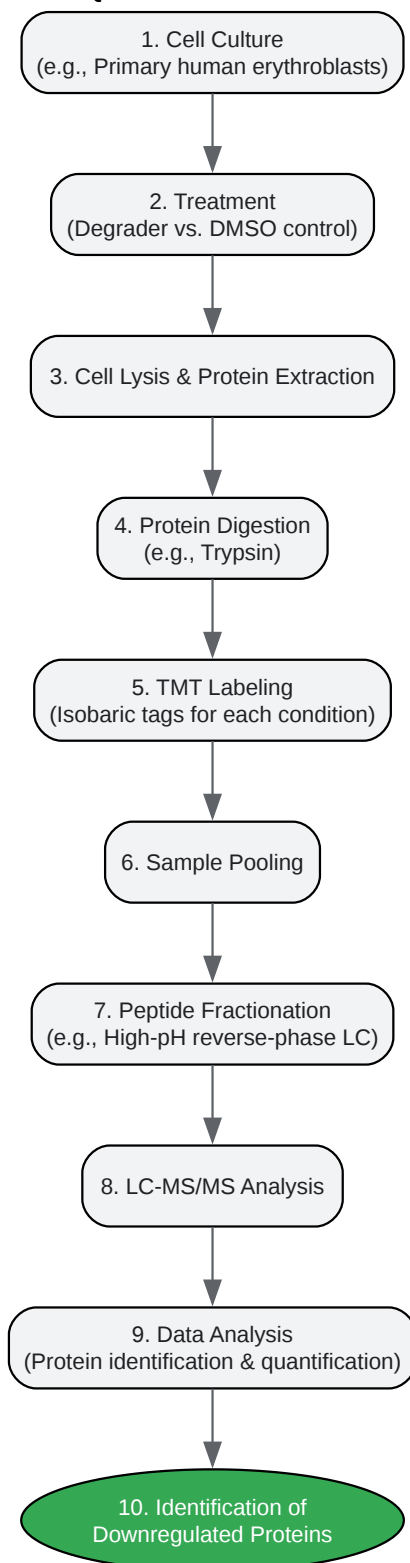 1. Cell Culture
(e.g., Primary human erythroblasts)
2. Treatment
(Degrader vs. DMSO control)
3. Cell Lysis & Protein Extraction
4. Protein Digestion
(e.g., Trypsin)
5. TMT Labeling
(Isobaric tags for each condition)
6. Sample Pooling
7. Peptide Fractionation
(e.g., High-pH reverse-phase LC)
8. LC-MS/MS Analysis
9. Data Analysis
(Protein identification & quantification)
10. Identification of
Downregulated Proteins